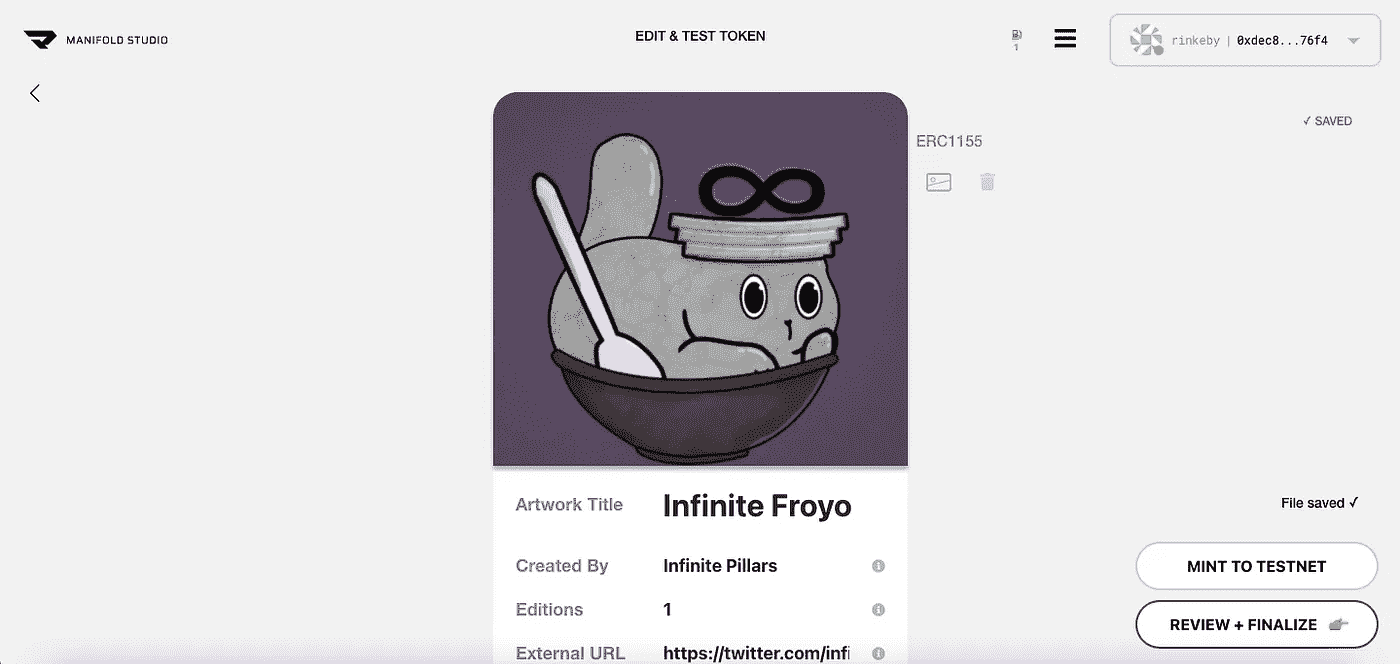 MANIFOLD STUDIO
EDIT & TEST TOKEN
1
rinkeby | 0xdec8...76f4
✓ SAVED
ERC1155
Artwork Title Infinite Froyo
File saved ✓
Created By Infinite Pillars
MINT TO TESTNET
Editions 1
REVIEW + FINALIZE
External URL https://twitter.com/infi